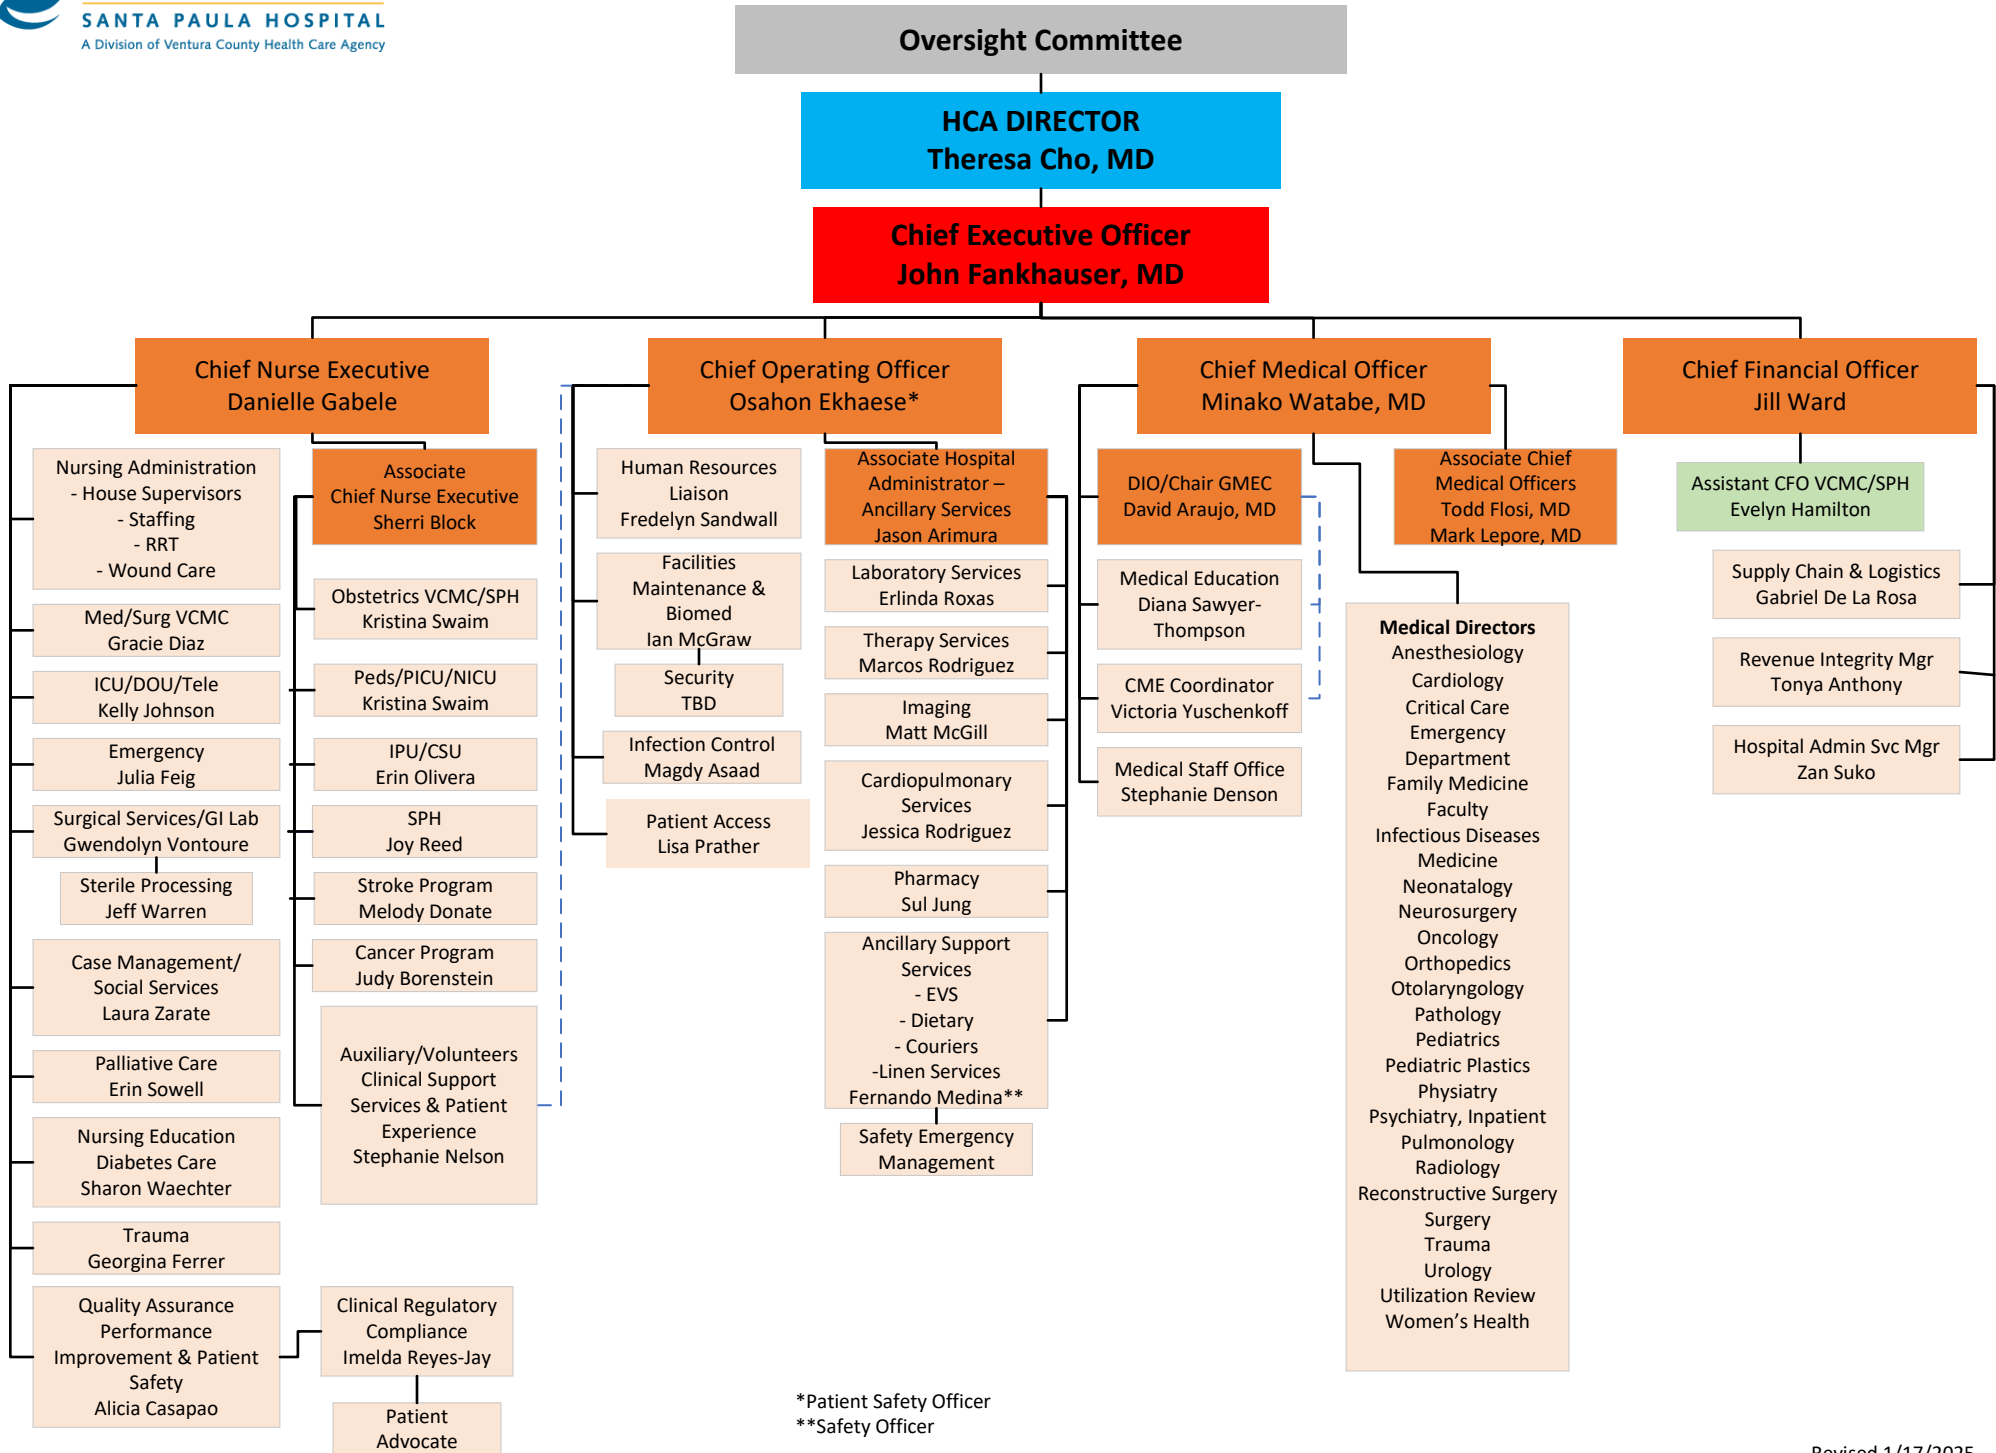 SANTA PAULA HOSPITAL
A Division of Ventura County Health Care Agency
Oversight Committee
HCA DIRECTOR
Theresa Cho, MD
Chief Executive Officer
John Fankhauser, MD
Chief Nurse Executive
Danielle Gabele
Nursing Administration
- House Supervisors
- Staffing
- RRT
- Wound Care
Med/Surg VCMC
Gracie Diaz
ICU/DOU/Tele
Kelly Johnson
Emergency
Julia Feig
Surgical Services/GI Lab
Gwendolyn Vontoure
Sterile Processing
Jeff Warren
Case Management/
Social Services
Laura Zarate
Palliative Care
Erin Sowell
Nursing Education
Diabetes Care
Sharon Waechter
Trauma
Georgina Ferrer
Quality Assurance
Performance
Improvement & Patient
Safety
Alicia Casapao
Clinical Regulatory
Compliance
Imelda Reyes-Jay
Patient
Advocate
Associate
Chief Nurse Executive
Sherri Block
Obstetrics VCMC/SPH
Kristina Swaim
Peds/PICU/NICU
Kristina Swaim
IPU/CSU
Erin Olivera
SPH
Joy Reed
Stroke Program
Melody Donate
Cancer Program
Judy Borenstein
Auxiliary/Volunteers
Clinical Support
Services & Patient
Experience
Stephanie Nelson
Chief Operating Officer
Osahon Ekhaese*
Human Resources
Liaison
Fredelyn Sandwall
Facilities
Maintenance &
Biomed
Ian McGraw
Security
TBD
Infection Control
Magdy Asaad
Patient Access
Lisa Prather
Associate Hospital
Administrator –
Ancillary Services
Jason Arimura
Laboratory Services
Erlinda Roxas
Therapy Services
Marcos Rodriguez
Imaging
Matt McGill
Cardiopulmonary
Services
Jessica Rodriguez
Pharmacy
Sul Jung
Ancillary Support
Services
- EVS
- Dietary
- Couriers
-Linen Services
Fernando Medina**
Safety Emergency
Management
Chief Medical Officer
Minako Watabe, MD
DIO/Chair GMEC
David Araujo, MD
Medical Education
Diana Sawyer-
Thompson
CME Coordinator
Victoria Yuschenkoff
Medical Staff Office
Stephanie Denson
Associate Chief
Medical Officers
Todd Flosi, MD
Mark Lepore, MD
Medical Directors
Anesthesiology
Cardiology
Critical Care
Emergency
Department
Family Medicine
Faculty
Infectious Diseases
Medicine
Neonatalogy
Neurosurgery
Oncology
Orthopedics
Otolaryngology
Pathology
Pediatrics
Pediatric Plastics
Physiatry
Psychiatry, Inpatient
Pulmonology
Radiology
Reconstructive Surgery
Surgery
Trauma
Urology
Utilization Review
Women's Health
Chief Financial Officer
Jill Ward
Assistant CFO VCMC/SPH
Evelyn Hamilton
Supply Chain & Logistics
Gabriel De La Rosa
Revenue Integrity Mgr
Tonya Anthony
Hospital Admin Svc Mgr
Zan Suko
*Patient Safety Officer
**Safety Officer
Revised 1/17/2025